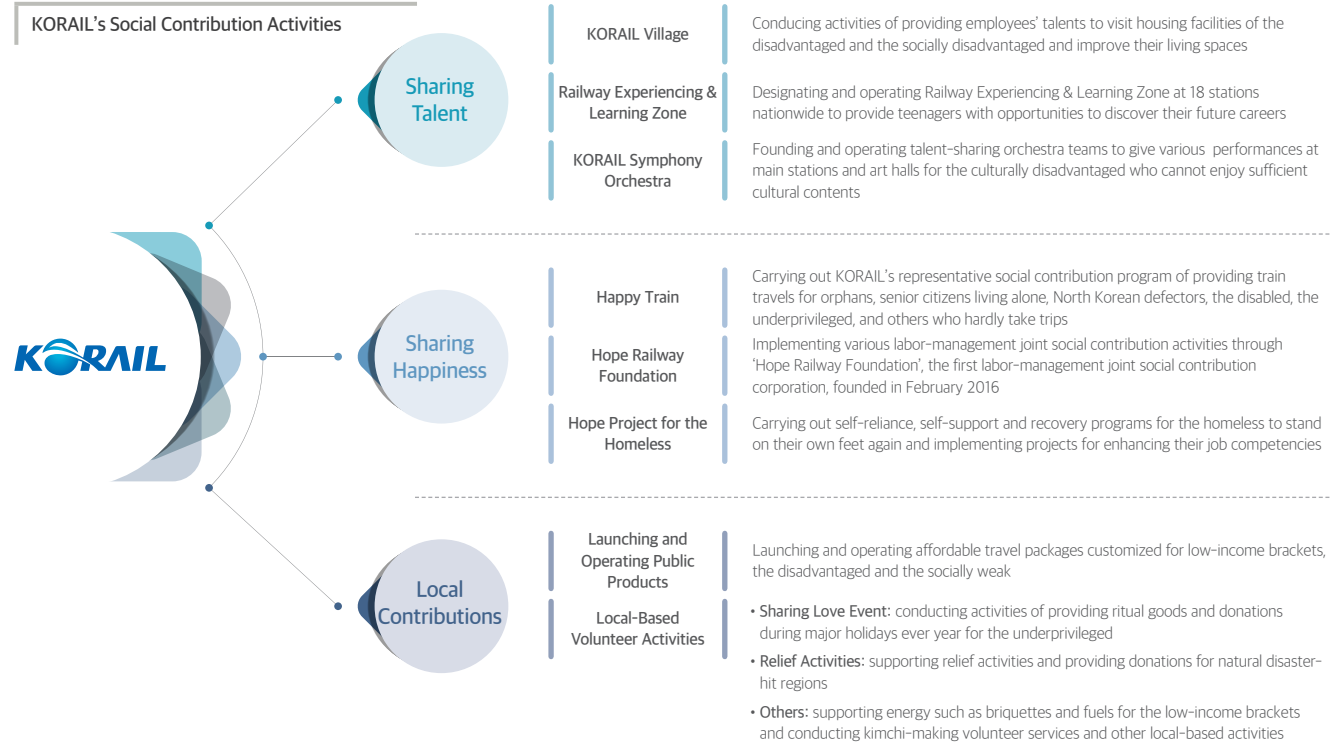 KORAIL's Social Contribution Activities
KORAIL
Sharing
Talent
KORAIL Village
Conducing activities of providing employees' talents to visit housing facilities of the
disadvantaged and the socially disadvantaged and improve their living spaces
Railway Experiencing &
Learning Zone
Designating and operating Railway Experiencing & Learning Zone at 18 stations
nationwide to provide teenagers with opportunities to discover their future careers
KORAIL Symphony
Orchestra
Founding and operating talent-sharing orchestra teams to give various performances at
main stations and art halls for the culturally disadvantaged who cannot enjoy sufficient
cultural contents
Sharing
Happiness
Happy Train
Carrying out KORAIL's representative social contribution program of providing train
travels for orphans, senior citizens living alone, North Korean defectors, the disabled, the
underprivileged, and others who hardly take trips
Hope Railway
Foundation
Implementing various labor-management joint social contribution activities through
'Hope Railway Foundation', the first labor-management joint social contribution
corporation, founded in February 2016
Hope Project for the
Homeless
Carrying out self-reliance, self-support and recovery programs for the homeless to stand
on their own feet again and implementing projects for enhancing their job competencies
Local
Contributions
Launching and
Operating Public
Products
Launching and operating affordable travel packages customized for low-income brackets,
the disadvantaged and the socially weak
Local-Based
Volunteer Activities
• Sharing Love Event: conducting activities of providing ritual goods and donations
during major holidays ever year for the underprivileged
• Relief Activities: supporting relief activities and providing donations for natural disaster-
hit regions
• Others: supporting energy such as briquettes and fuels for the low-income brackets
and conducting kimchi-making volunteer services and other local-based activities